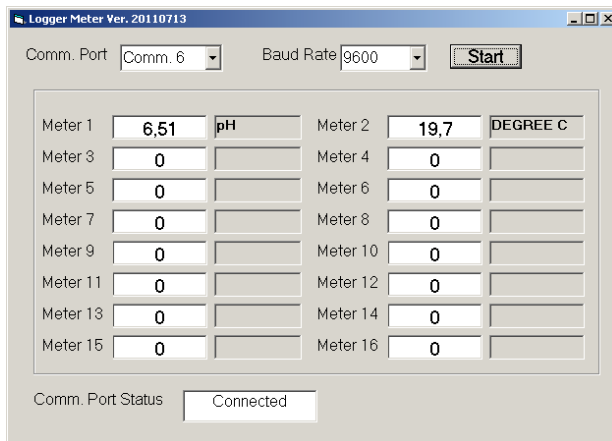 Logger Meter Ver. 20110713
Comm. Port Comm. 6 Baud Rate 9600 Start
Meter 1 6,51 pH Meter 2 19,7 DEGREE C
Meter 3 0 Meter 4 0
Meter 5 0 Meter 6 0
Meter 7 0 Meter 8 0
Meter 9 0 Meter 10 0
Meter 11 0 Meter 12 0
Meter 13 0 Meter 14 0
Meter 15 0 Meter 16 0
Comm. Port Status Connected